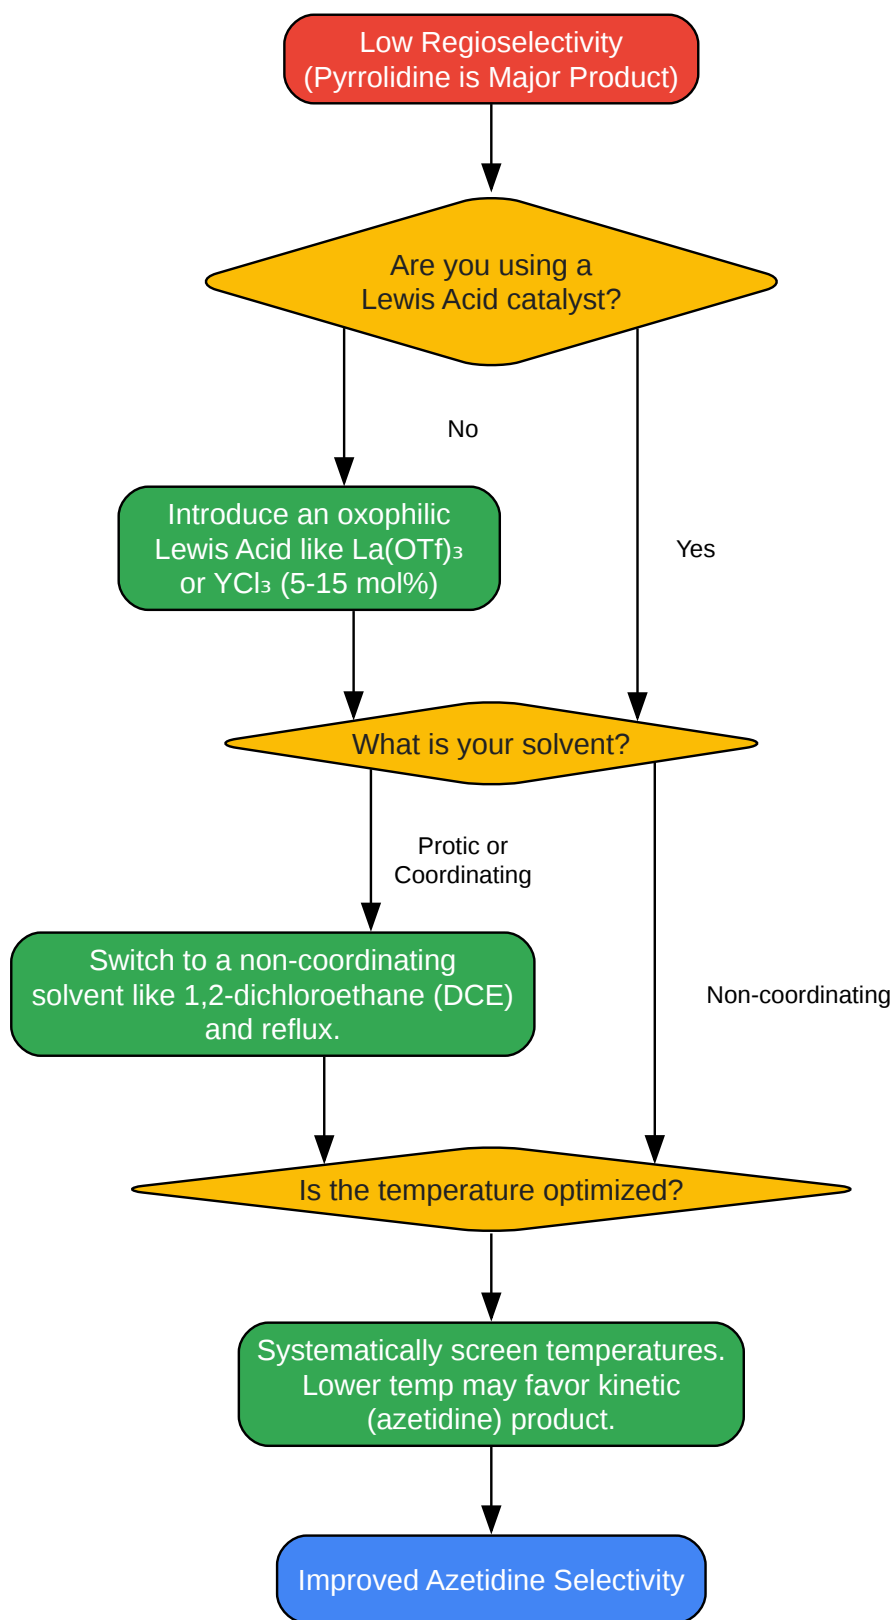 Low Regioselectivity
(Pyrrolidine is Major Product)
Are you using a
Lewis Acid catalyst?
No
Introduce an oxophilic
Lewis Acid like La(OTf)₃
or YCl₃ (5-15 mol%)
Yes
What is your solvent?
Protic or
Coordinating
Switch to a non-coordinating
solvent like 1,2-dichloroethane (DCE)
and reflux.
Non-coordinating
Is the temperature optimized?
Systematically screen temperatures.
Lower temp may favor kinetic
(azetidine) product.
Improved Azetidine Selectivity